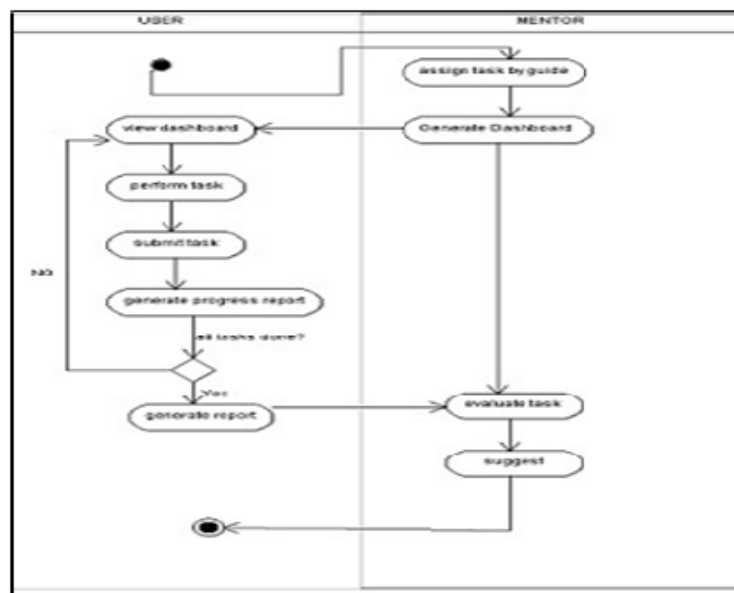 USER
MENTOR
assign task by guide
view dashboard
Generate Dashboard
perform task
submit task
NO
generate progress report
all tasks done?
Yes
generate report
evaluate task
suggest